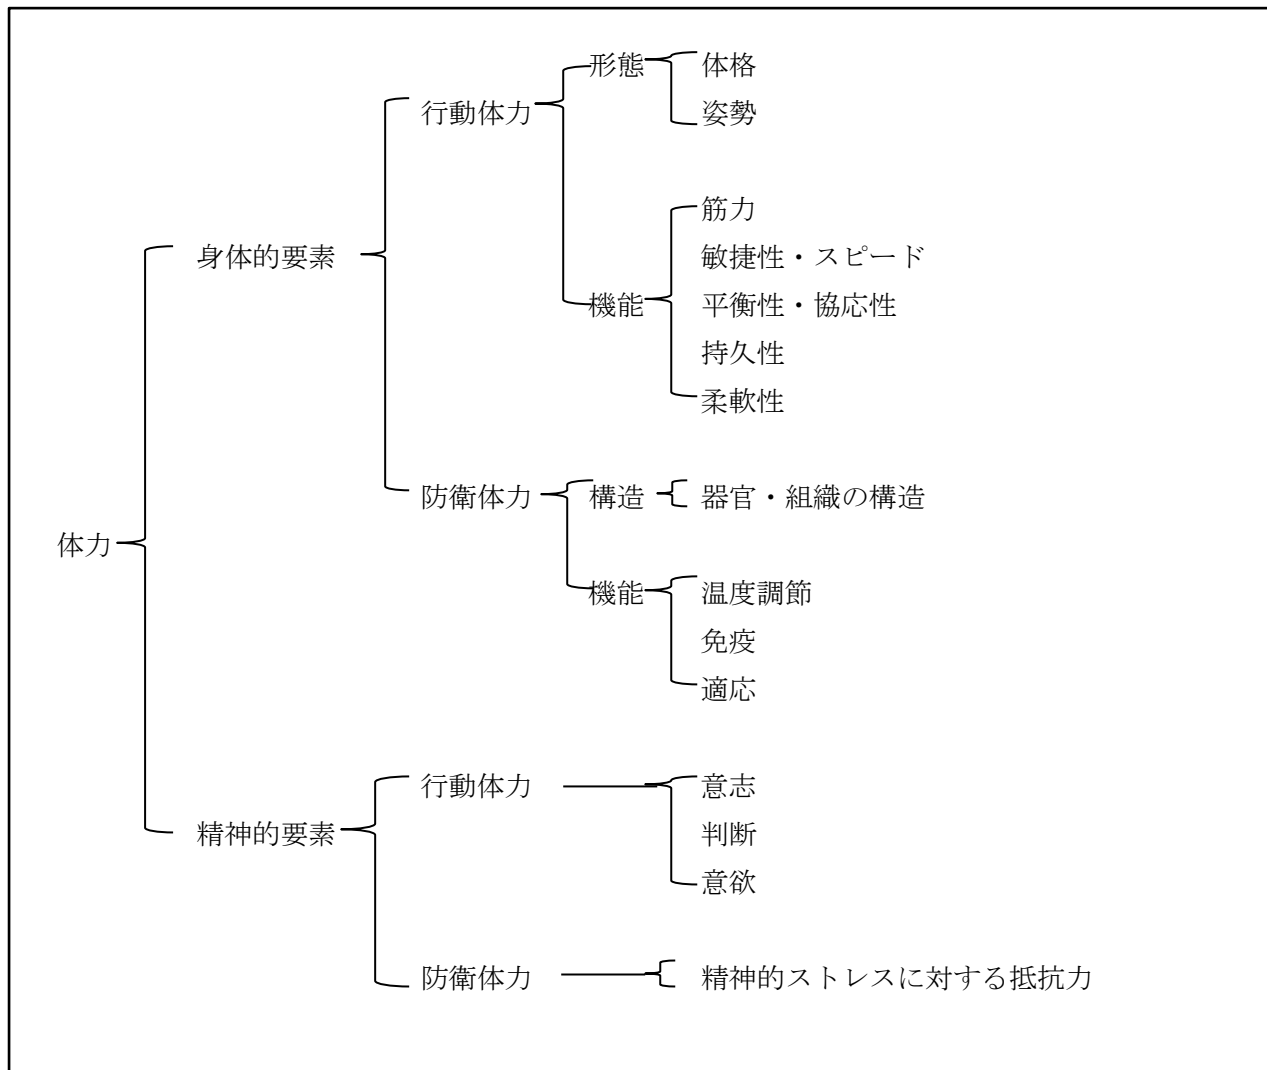 形態
体格
行動体力
姿勢
筋力
身体的要素
敏捷性・スピード
機能
平衡性・協応性
持久性
柔軟性
防衛体力
構造
器官・組織の構造
体力
機能
温度調節
免疫
適応
行動体力
意志
精神的要素
判断
意欲
防衛体力
精神的ストレスに対する抵抗力